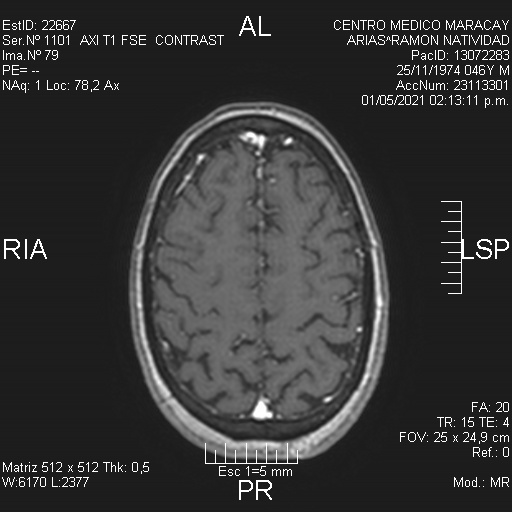 EstID: 22667
Ser.Nº 1101 AXI T1 FSE CONTRAST
Ima.Nº 79
PE= --
NAq: 1 Loc: 78,2 Ax
AL
CENTRO MEDICO MARACAY
ARIAS^RAMON NATIVIDAD
PacID: 13072283
25/11/1974 046Y M
AccNum: 23113301
01/05/2021 02:13:11 p.m.
RIA
LSP
FA: 20
TR: 15 TE: 4
FOV: 25 x 24,9 cm
Ref.: 0
Mod.: MR
Matriz 512 x 512 Thk: 0,5
W:6170 L:2377
Esc 1=5 mm
PR